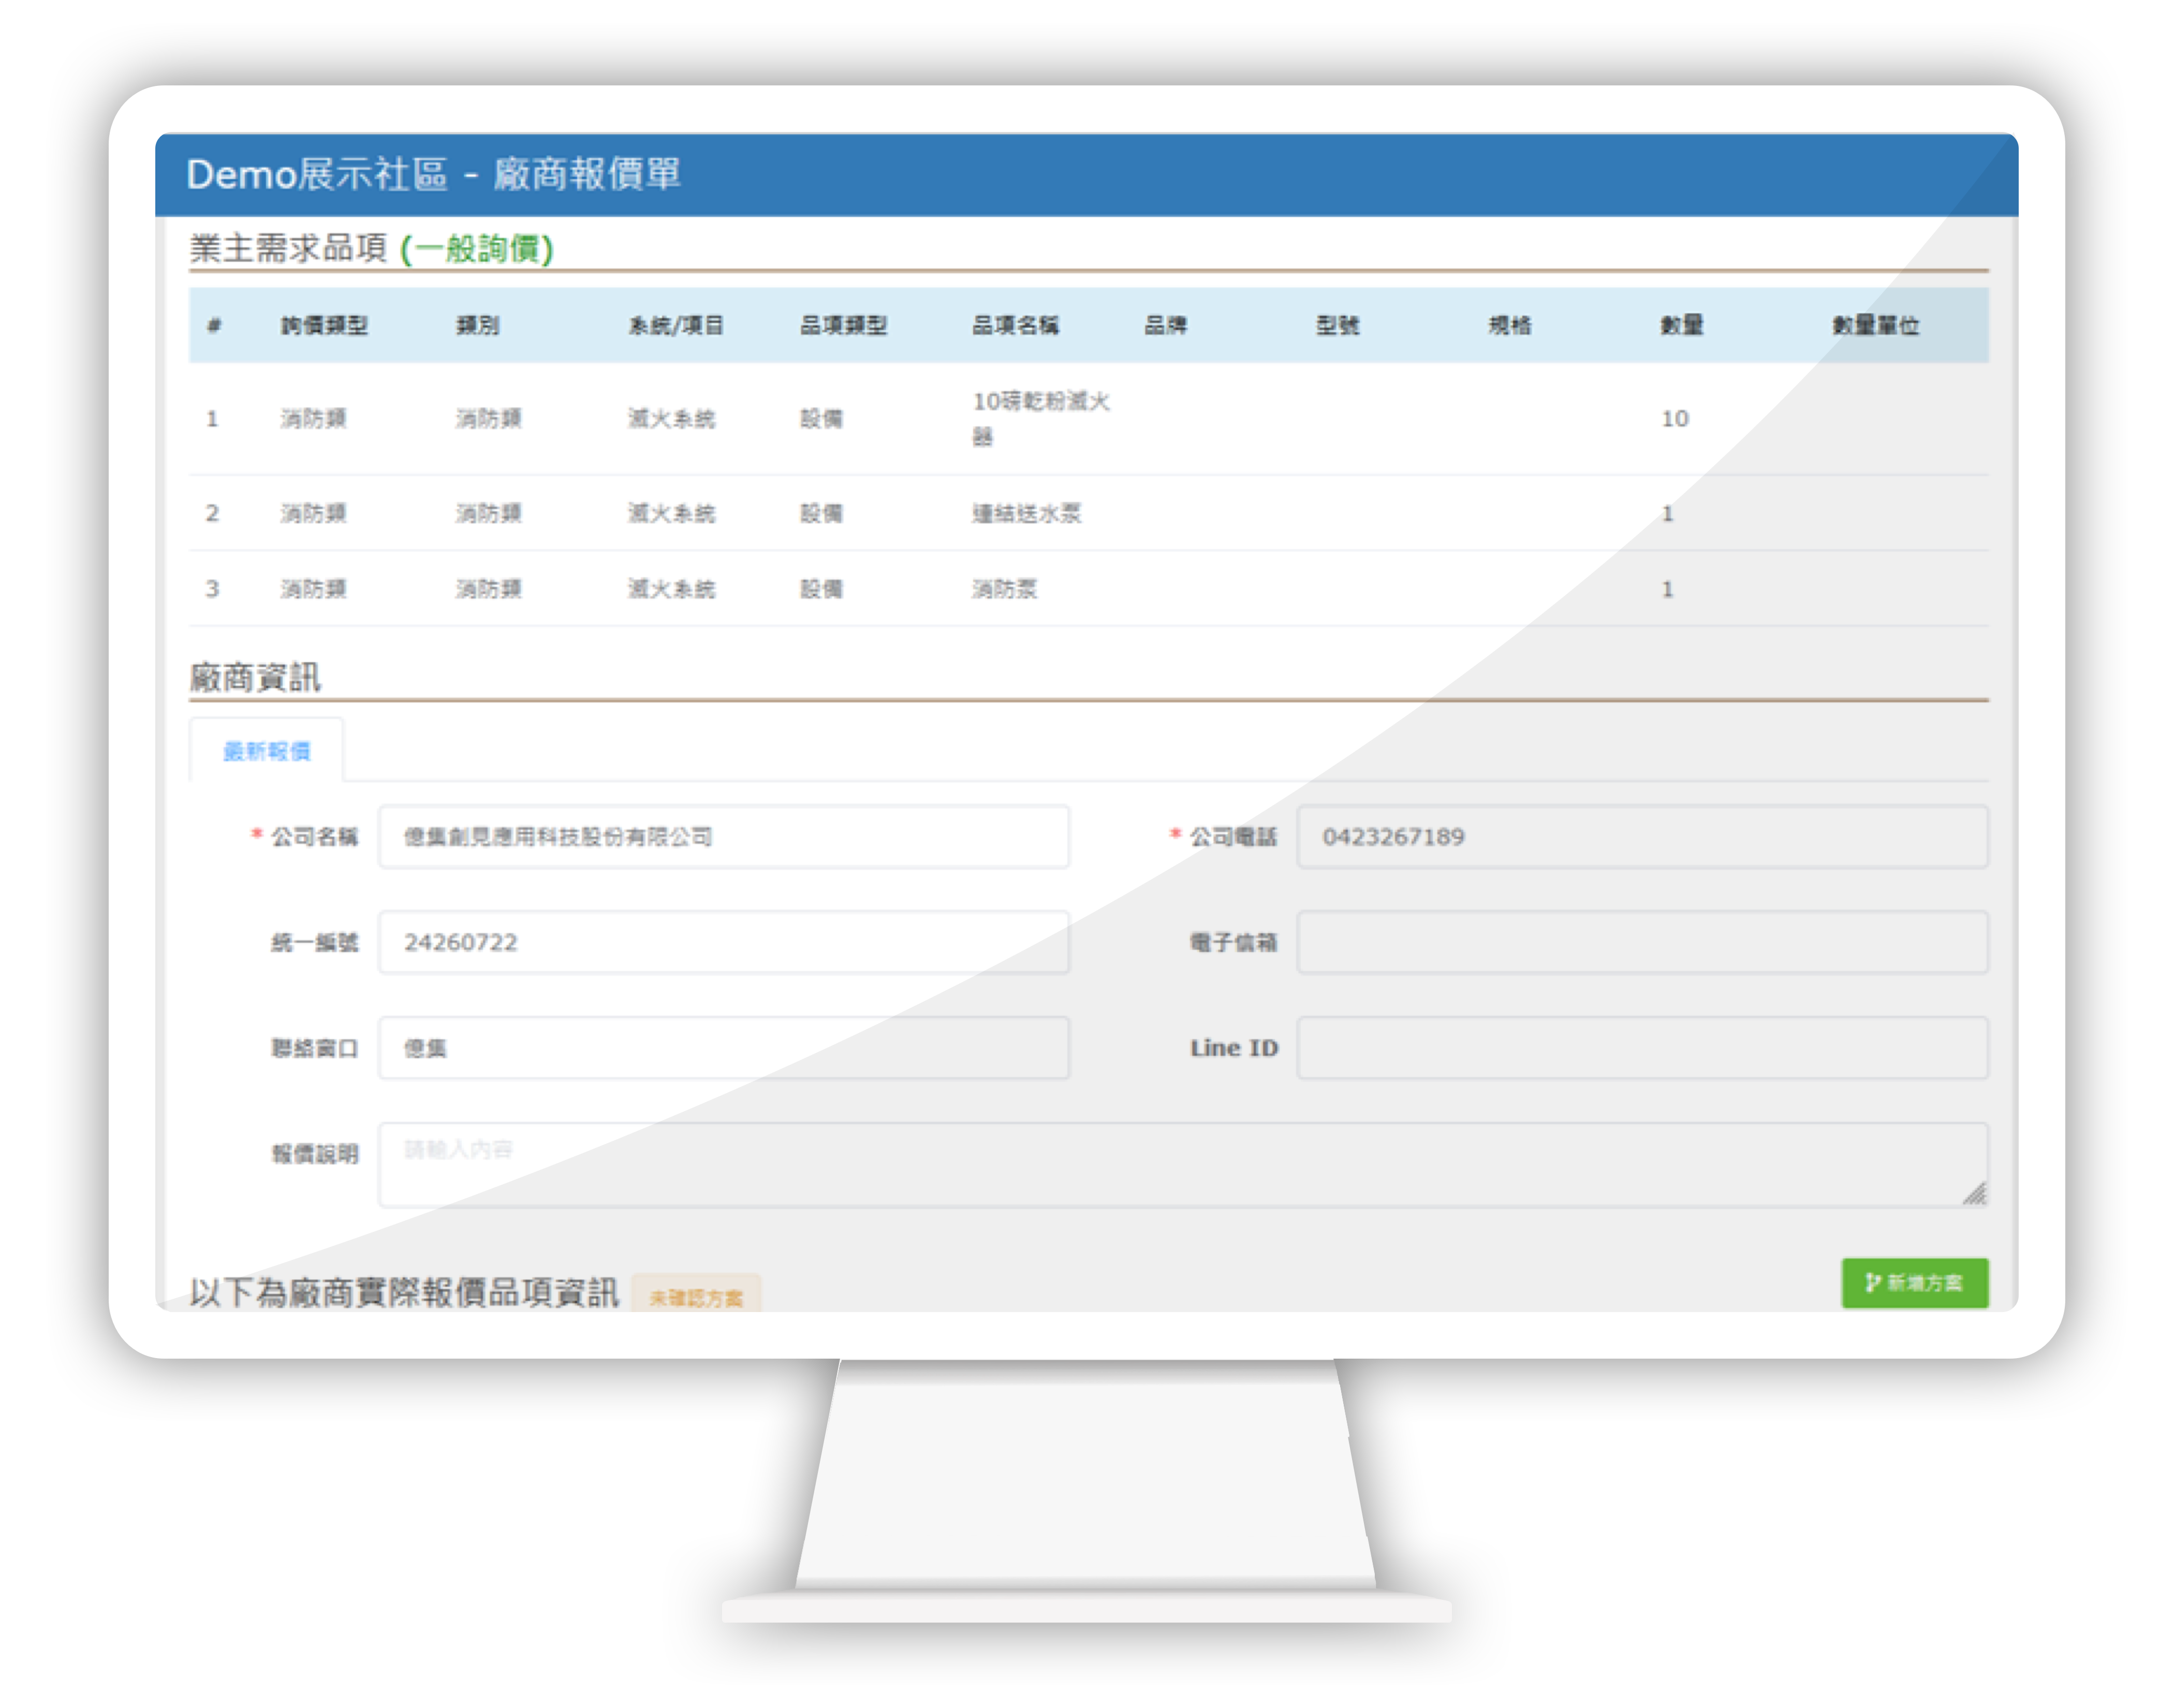 Demo展示社區 - 廠商報價單
業主需求品項 (一般詢價)
# 詢價類型 類別 系統/項目 品項類型 品項名稱 品牌 型號 規格 數量 數量單位
1 消防類 消防類 滅火系統 設備 10磅乾粉滅火器 10
2 消防類 消防類 滅火系統 設備 連結送水泵 1
3 消防類 消防類 滅火系統 設備 消防泵 1
廠商資訊
最新報價
* 公司名稱 億集創見應用科技股份有限公司 * 公司電話 0423267189
統一編號 24260722 電子信箱
聯絡窗口 億集 Line ID
報價說明 請輸入內容
以下為廠商實際報價品項資訊 未確認方案 新增方案